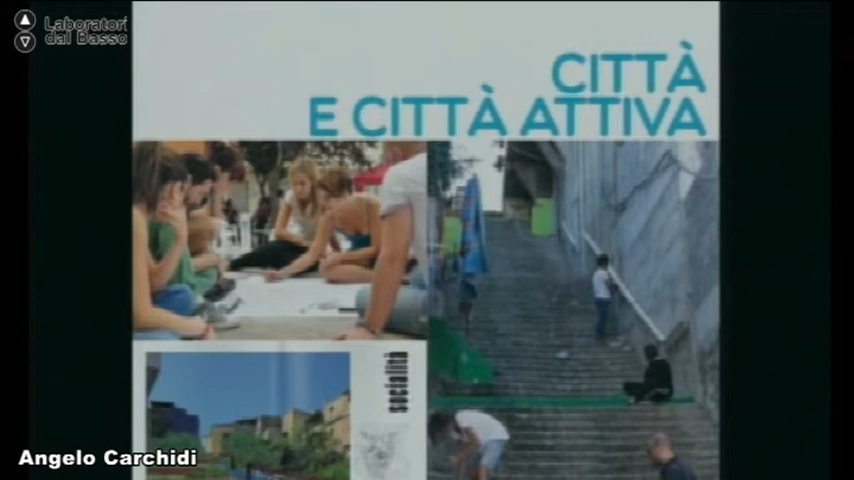 Laboratori
dal Basso
CITTÀ
E CITTÀ ATTIVA
socialità
Angelo Carchidi